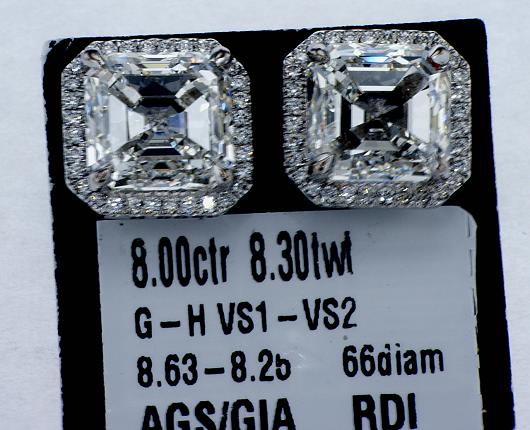 8.00ctr 8.30twt
G-H VS1-VS2
8.63-8.25 66diam
AGS/GIA RDI